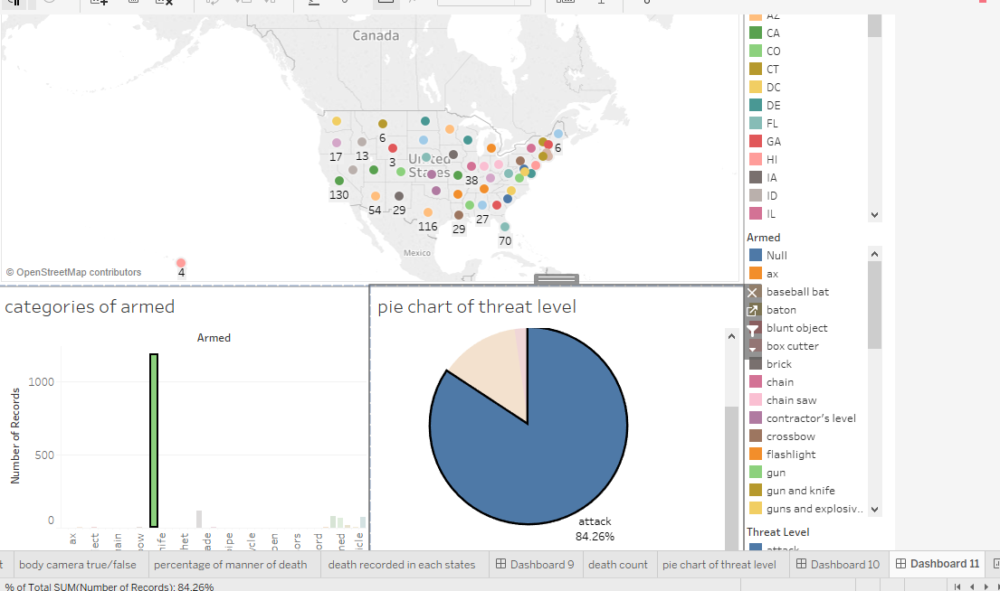 Canada
United
States
Mexico
6
17
13
3
6
38
130
54
29
116
29
27
70
4
© OpenStreetMap contributors
AZ
CA
CO
CT
DC
DE
FL
GA
HI
IA
ID
IL
Armed
Null
ax
baseball bat
baton
blunt object
box cutter
brick
chain
chain saw
contractor's level
crossbow
flashlight
gun
gun and knife
guns and explosiv..
Threat Level
attack
categories of armed
Armed
Number of Records
1000
500
0
ax
ect
ain
ow
nife
het
ade
ipe
cle
pen
ors
ord
ned
icle
pie chart of threat level
attack
84.26%
t
body camera true/false
percentage of manner of death
death recorded in each states
Dashboard 9
death count
pie chart of threat level
Dashboard 10
Dashboard 11
% of Total SUM(Number of Records): 84.26%